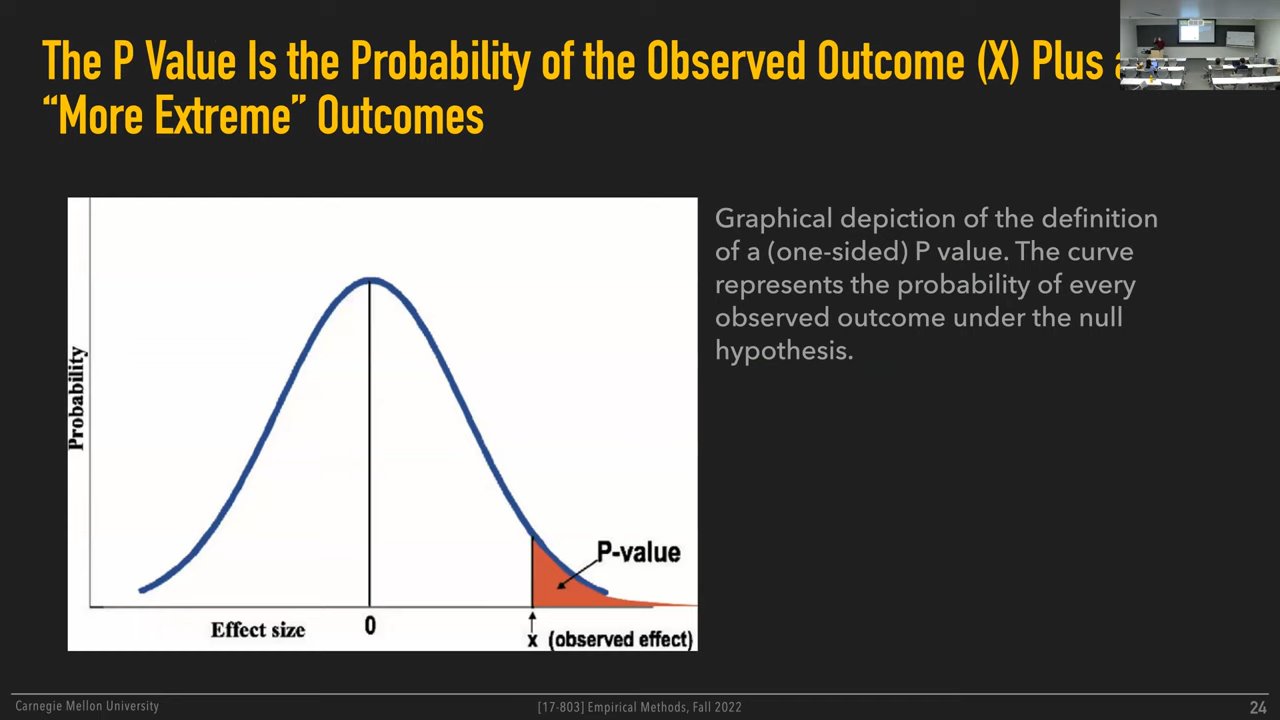 The P Value Is the Probability of the Observed Outcome (X) Plus
“More Extreme” Outcomes
Graphical depiction of the definition
of a (one-sided) P value. The curve
represents the probability of every
observed outcome under the null
hypothesis.
Probability
P-value
Effect size
0
x (observed effect)
Carnegie Mellon University
[17-803] Empirical Methods, Fall 2022
24